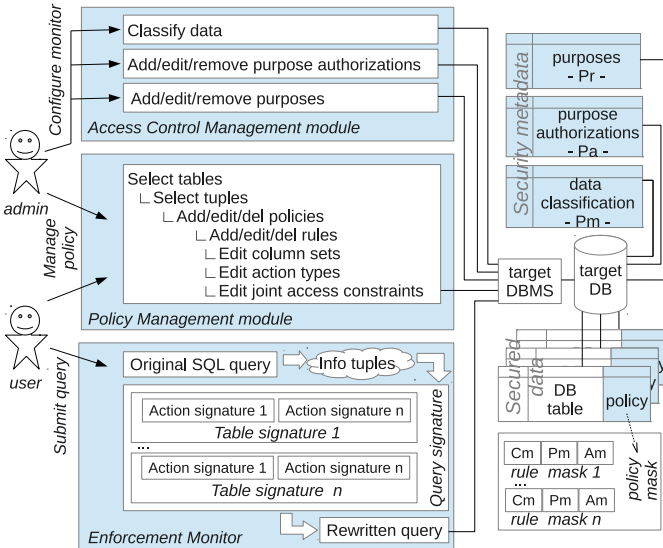 Configure monitor
Classify data
Add/edit/remove purpose authorizations
Add/edit/remove purposes
Access Control Management module
admin
Manage
policy
Select tables
Select tuples
Add/edit/del policies
Add/edit/del rules
Edit column sets
Edit action types
Edit joint access constraints
Policy Management module
user
Submit query
Original SQL query
Info tuples
Action signature 1
Action signature n
Table signature 1
...
Action signature 1
Action signature n
Table signature n
Query signature
Rewritten query
Enforcement Monitor
Security metadata
purposes
- Pr -
purpose
authorizations
- Pa -
data
classification
- Pm -
target
DBMS
target
DB
Secured
data
DB
table
policy
Cm Pm Am
rule mask 1
...
Cm Pm Am
rule mask n
policy
mask